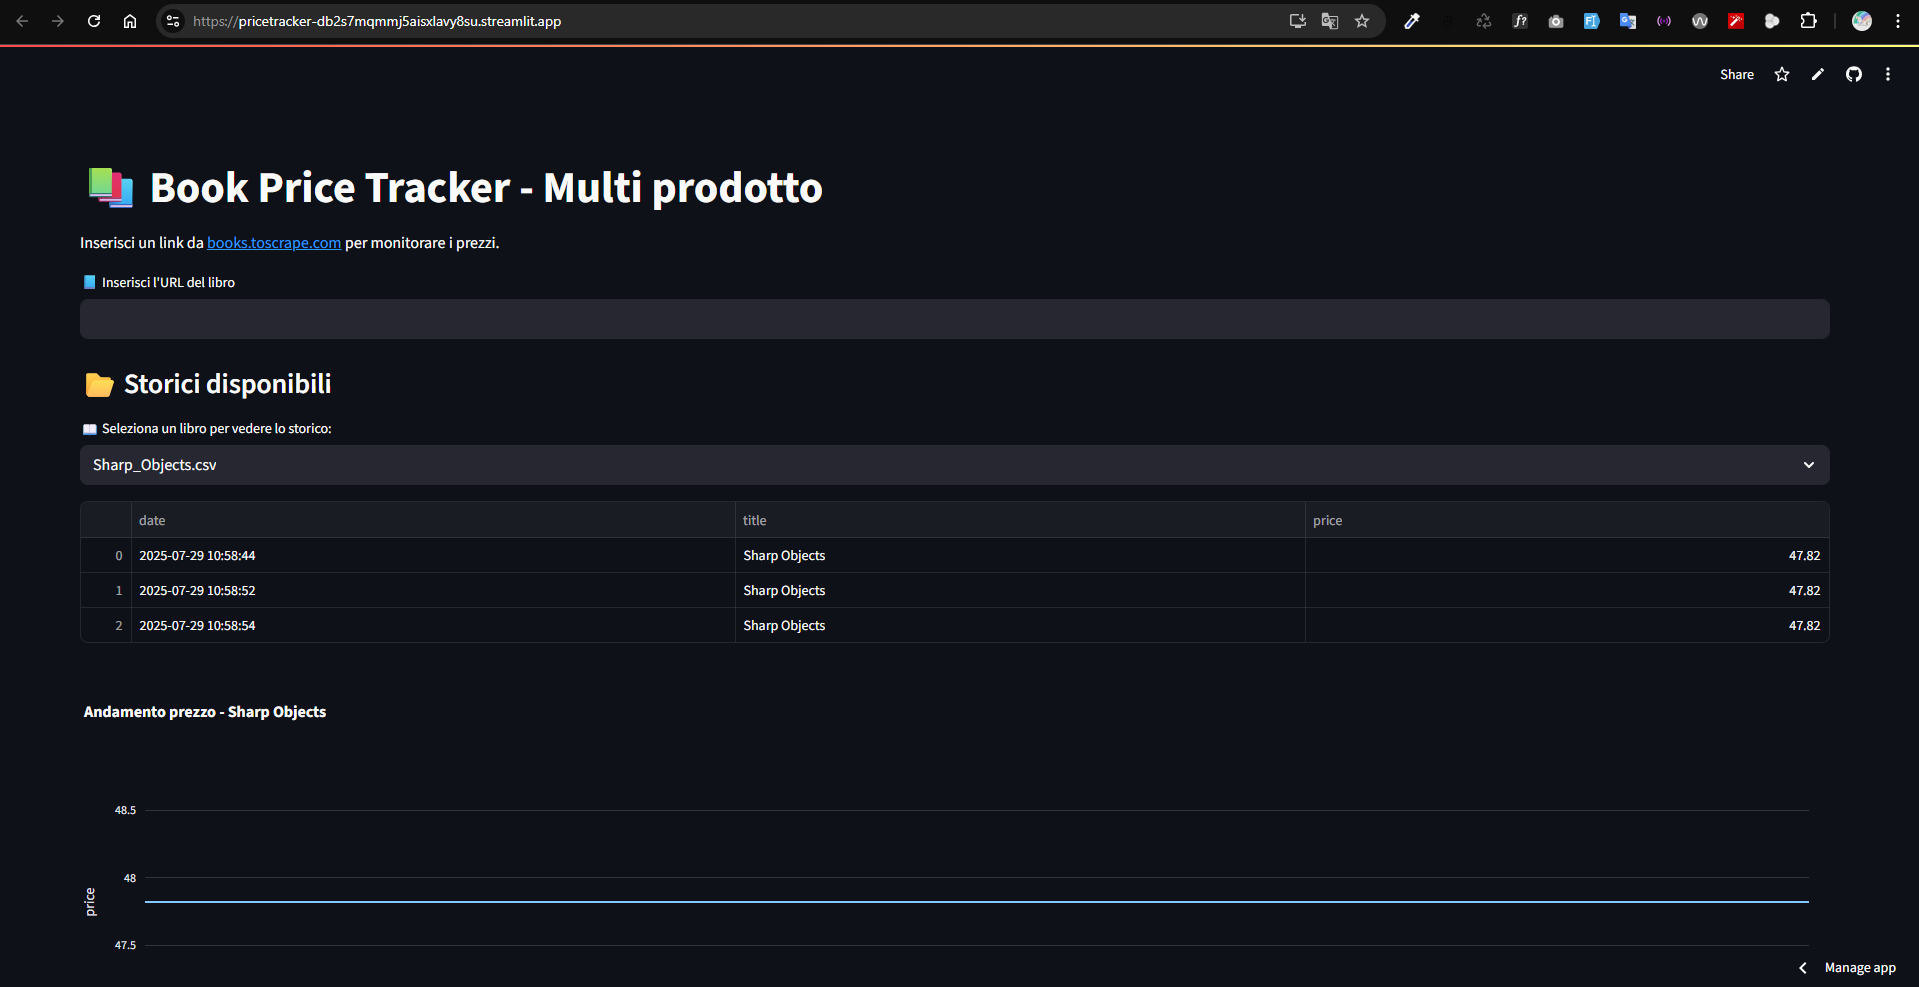 https://pricetracker-db2s7mqmmj5aisxlavy8su.streamlit.app
Share
📚 Book Price Tracker - Multi prodotto
Inserisci un link da books.toscrape.com per monitorare i prezzi.
📘 Inserisci l'URL del libro
📂 Storici disponibili
📖 Seleziona un libro per vedere lo storico:
Sharp_Objects.csv
date title price
0 2025-07-29 10:58:44 Sharp Objects 47.82
1 2025-07-29 10:58:52 Sharp Objects 47.82
2 2025-07-29 10:58:54 Sharp Objects 47.82
Andamento prezzo - Sharp Objects
48.5
48
price
47.5
Manage app